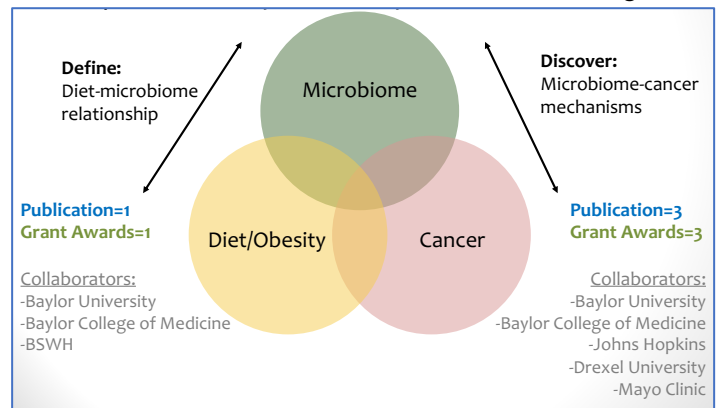 Define:
Diet-microbiome
relationship
Microbiome
Discover:
Microbiome-cancer
mechanisms
Publication=1
Grant Awards=1
Diet/Obesity
Cancer
Publication=3
Grant Awards=3
Collaborators:
-Baylor University
-Baylor College of Medicine
-BSWH
Collaborators:
-Baylor University
-Baylor College of Medicine
-Johns Hopkins
-Drexel University
-Mayo Clinic